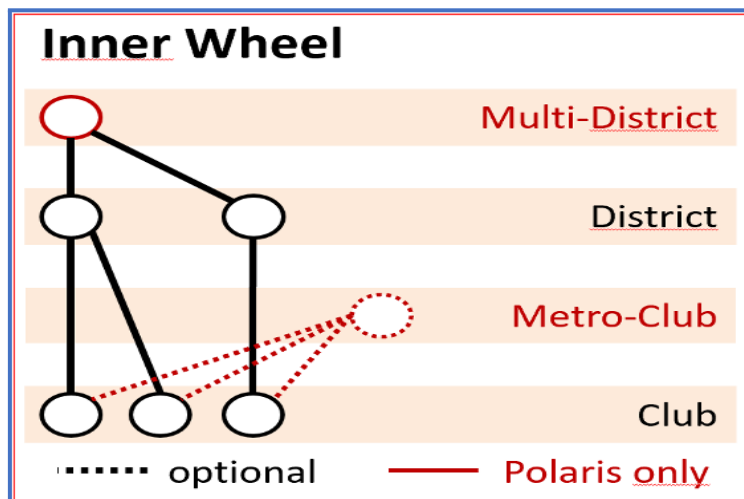 Inner Wheel
Multi-District
District
Metro-Club
Club
optional
Polaris only